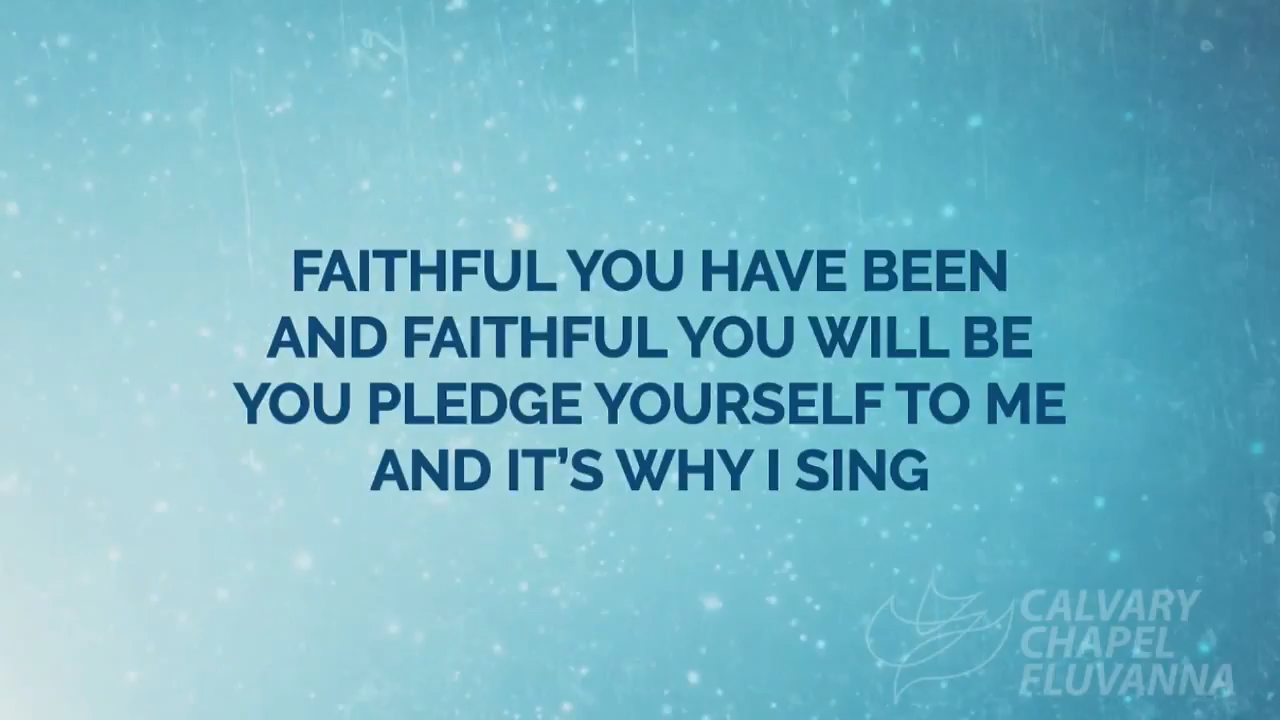 FAITHFUL YOU HAVE BEEN
AND FAITHFUL YOU WILL BE
YOU PLEDGE YOURSELF TO ME
AND IT’S WHY I SING
CALVARY
CHAPEL
FLUVANNA